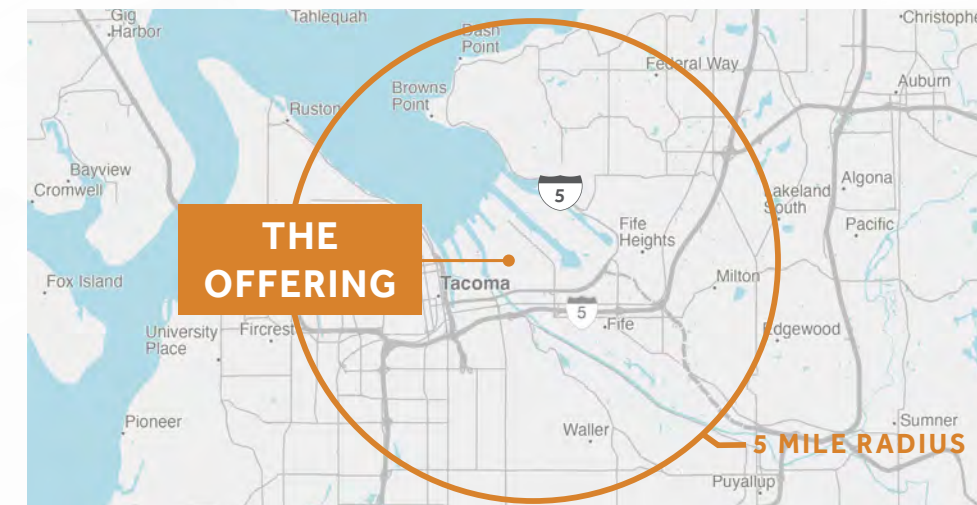 Gig
Harbor
Tahlequah
Dash
Point
Christophe
Federal Way
Auburn
Browns
Point
Ruston
Bayview
Cromwell
5
Lakeland
South
Algona
Pacific
Fife
Heights
THE
OFFERING
Fox Island
Tacoma
Milton
5
University
Place
Fircrest
Fife
Edgewood
Pioneer
Waller
Sumner
5 MILE RADIUS
Puyallup